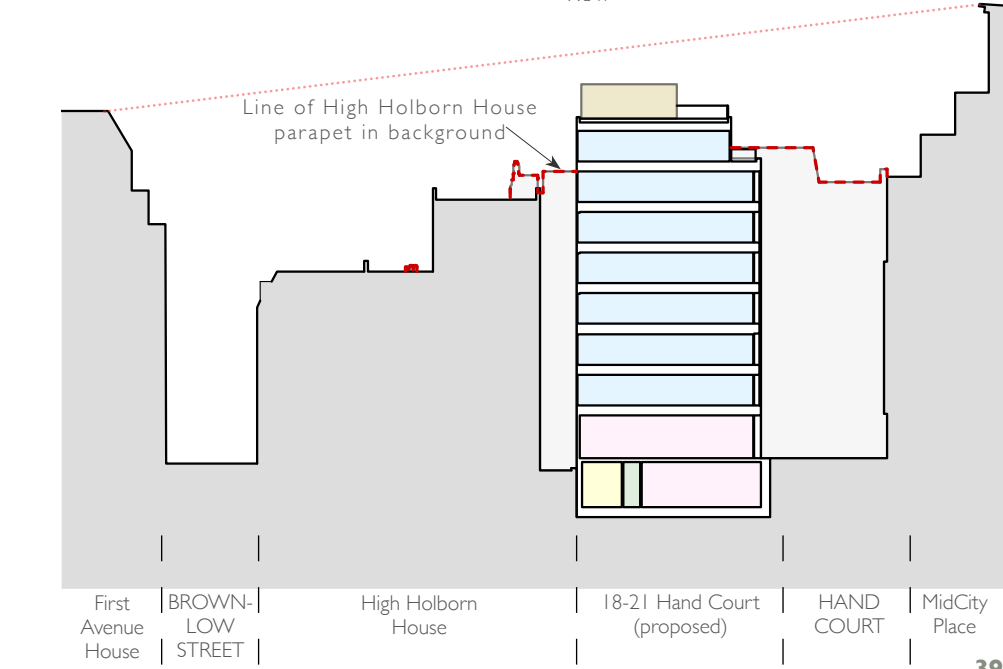 Line of High Holborn House
parapet in background
First
Avenue
House
BROWN-
LOW
STREET
High Holborn
House
18-21 Hand Court
(proposed)
HAND
COURT
MidCity
Place